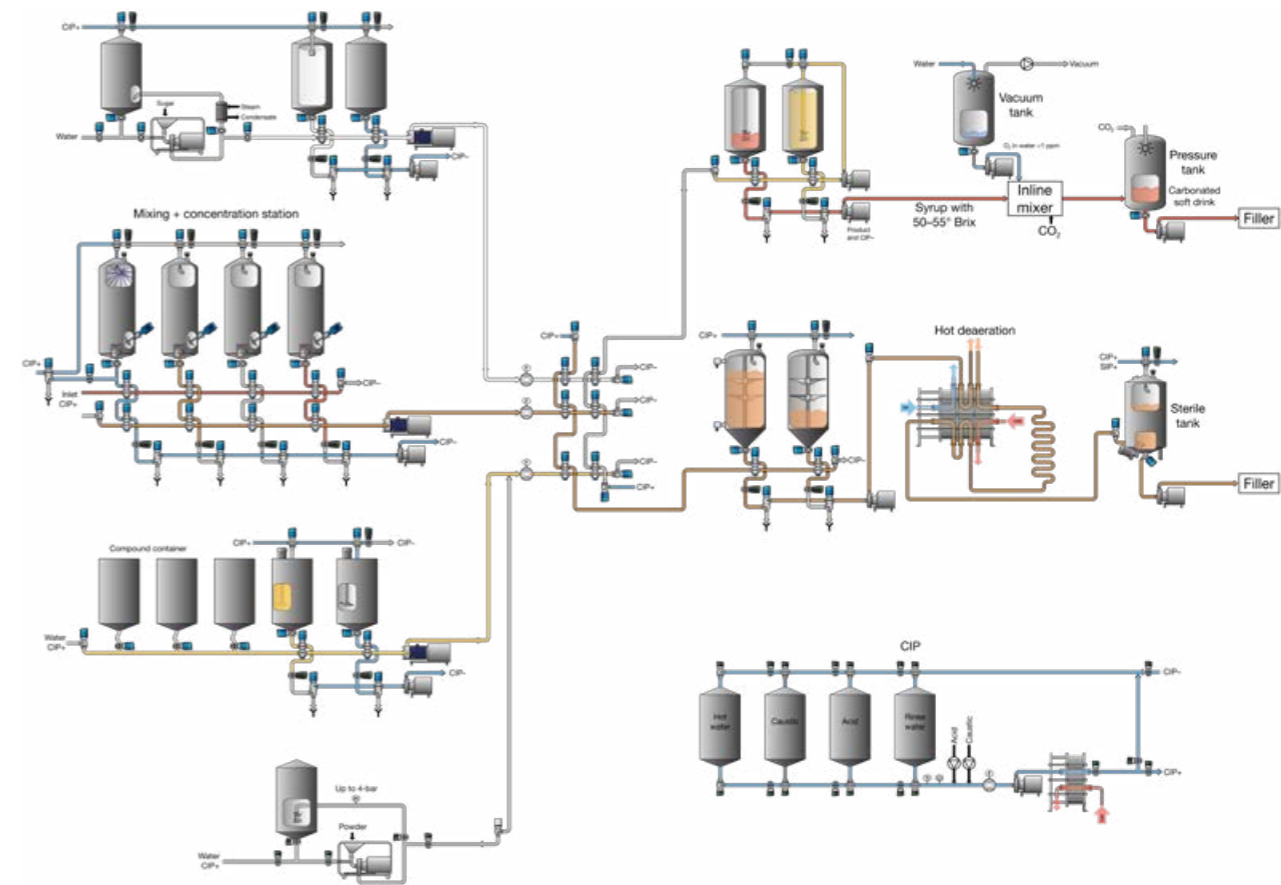 CIP+
Sugar
Steam
Condensate
Water
CIP–
Mixing + concentration station
CIP+
Inlet
CIP+
CIP–
CIP–
Compound container
CIP+
CIP–
Water
CIP+
CIP–
Up to 4-bar
Powder
Water
CIP+
CIP+
CIP–
CIP–
CIP–
CIP+
Water
Vacuum
Vacuum
tank
O₂ in water <1 ppm
CO₂
Pressure
tank
Carbonated
soft drink
Inline
mixer
CO₂
Syrup with
50–55° Brix
Product
and CIP–
Filler
CIP+
CIP–
Hot deaeration
CIP+
SIP+
Sterile
tank
Filler
CIP
Hot
water
Caustic
Acid
Rinse
water
Acid
Caustic
CIP–
CIP+